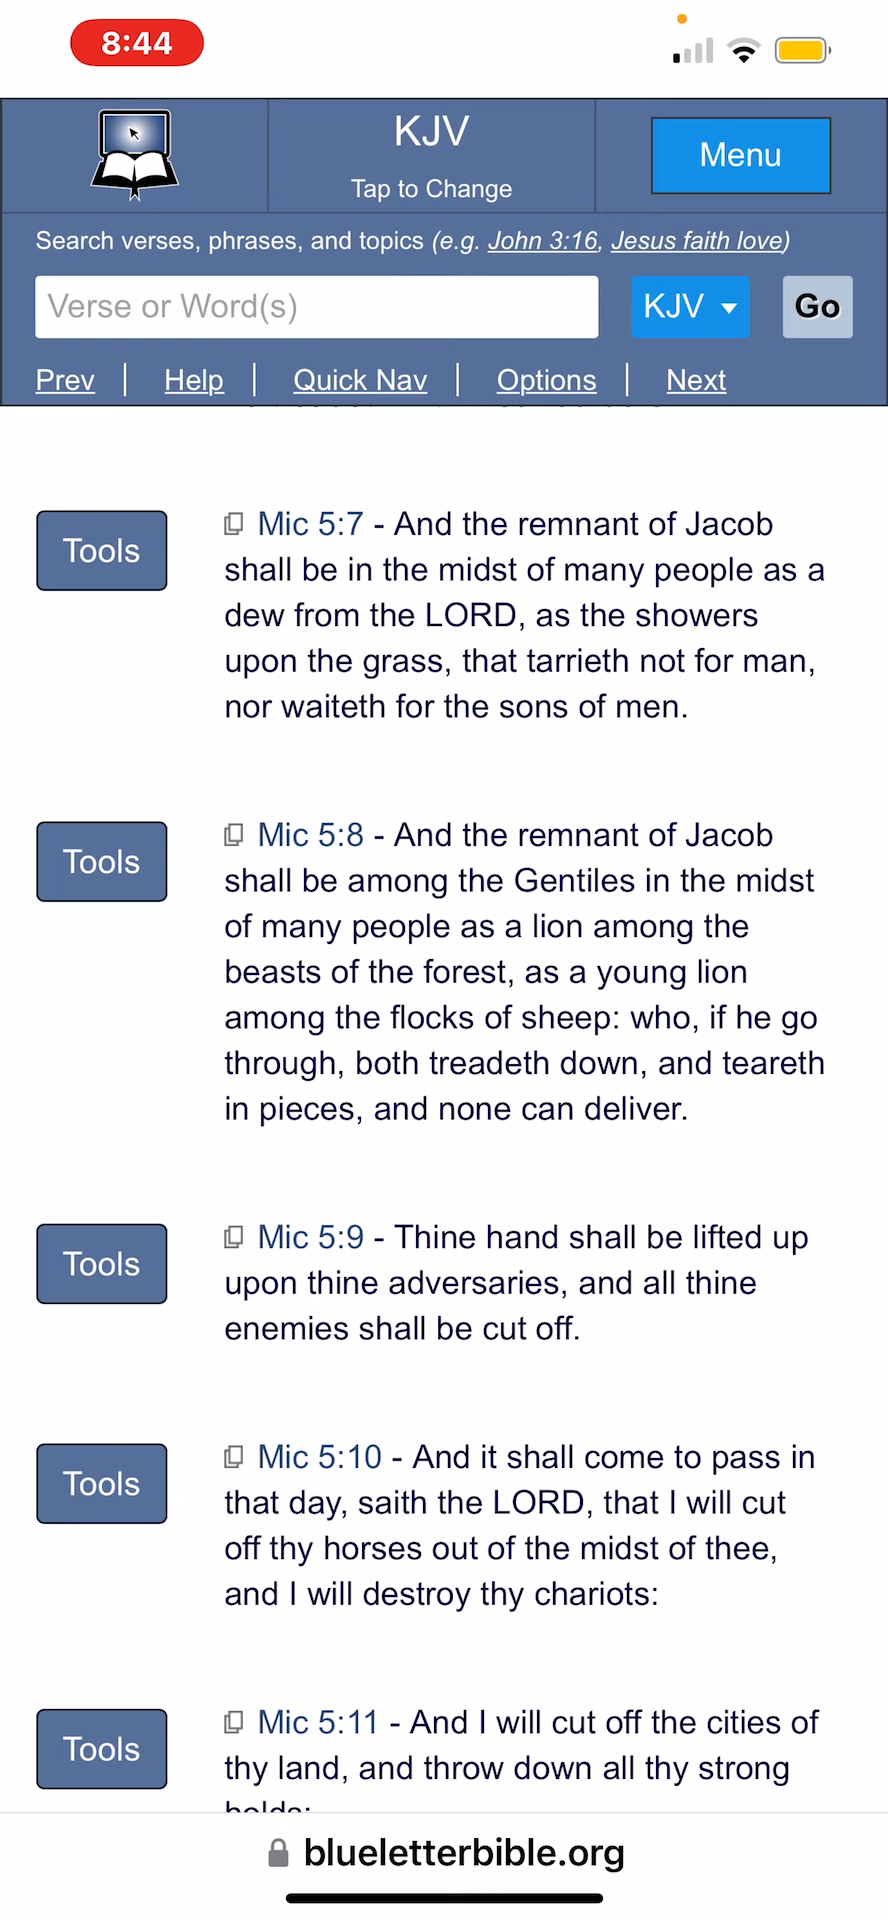 8:44
KJV
Tap to Change
Menu
Search verses, phrases, and topics (e.g. John 3:16, Jesus faith love)
Verse or Word(s)
KJV
Go
Prev | Help | Quick Nav | Options | Next
Tools
Mic 5:7 - And the remnant of Jacob
shall be in the midst of many people as a
dew from the LORD, as the showers
upon the grass, that tarrieth not for man,
nor waiteth for the sons of men.
Tools
Mic 5:8 - And the remnant of Jacob
shall be among the Gentiles in the midst
of many people as a lion among the
beasts of the forest, as a young lion
among the flocks of sheep: who, if he go
through, both treadeth down, and teareth
in pieces, and none can deliver.
Tools
Mic 5:9 - Thine hand shall be lifted up
upon thine adversaries, and all thine
enemies shall be cut off.
Tools
Mic 5:10 - And it shall come to pass in
that day, saith the LORD, that I will cut
off thy horses out of the midst of thee,
and I will destroy thy chariots:
Tools
Mic 5:11 - And I will cut off the cities of
thy land, and throw down all thy strong
holds:
blueletterbible.org